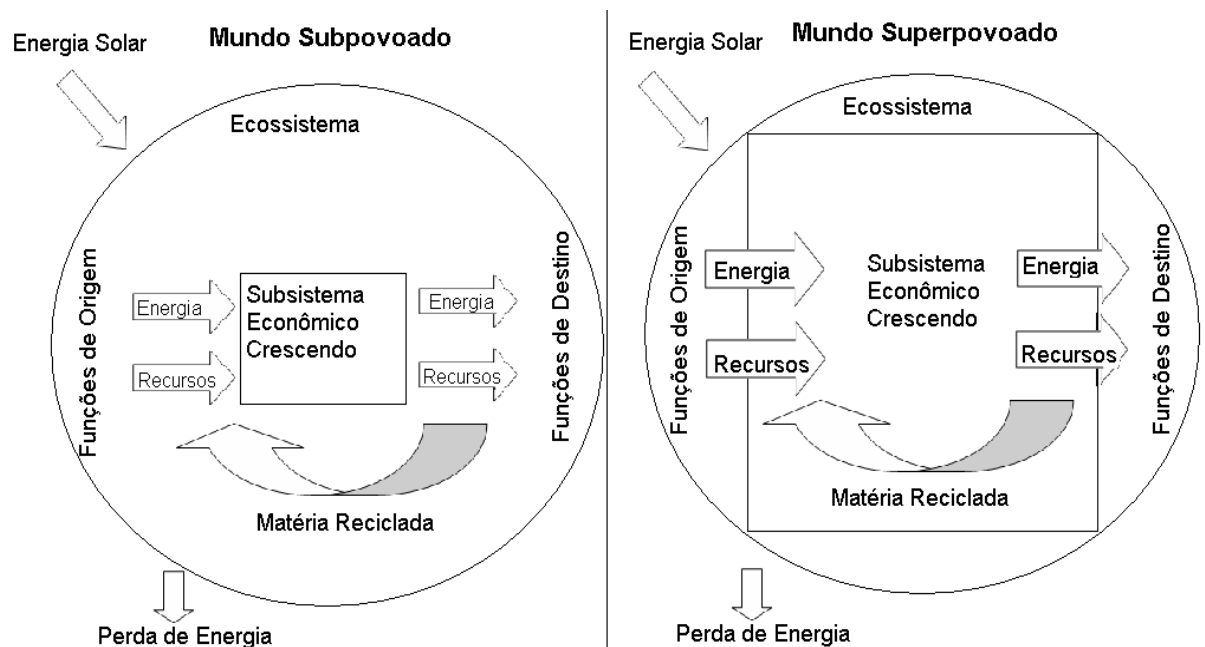 Mundo Subpovoado
Energia Solar
Ecossistema
Funções de Origem
Energia
Recursos
Subsistema
Econômico
Crescendo
Energia
Recursos
Funções de Destino
Matéria Reciclada
Perda de Energia
Mundo Superpovoado
Energia Solar
Ecossistema
Funções de Origem
Energia
Recursos
Subsistema
Econômico
Crescendo
Energia
Recursos
Funções de Destino
Matéria Reciclada
Perda de Energia